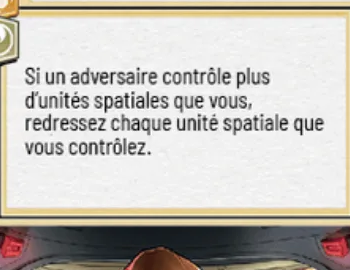 Si un adversaire contrôle plus
d'unités spatiales que vous,
redressez chaque unité spatiale que
vous contrôlez.